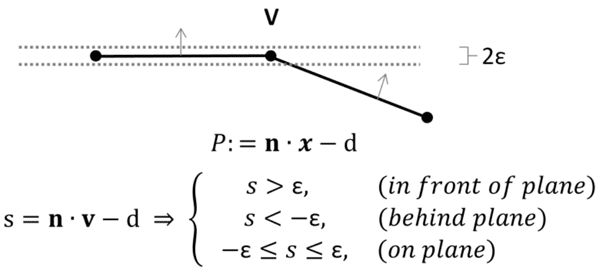 V
2ε
P: = n · x − d
s = n · v − d ⇒ { s > ε, (in front of plane)
s < −ε, (behind plane)
−ε ≤ s ≤ ε, (on plane)